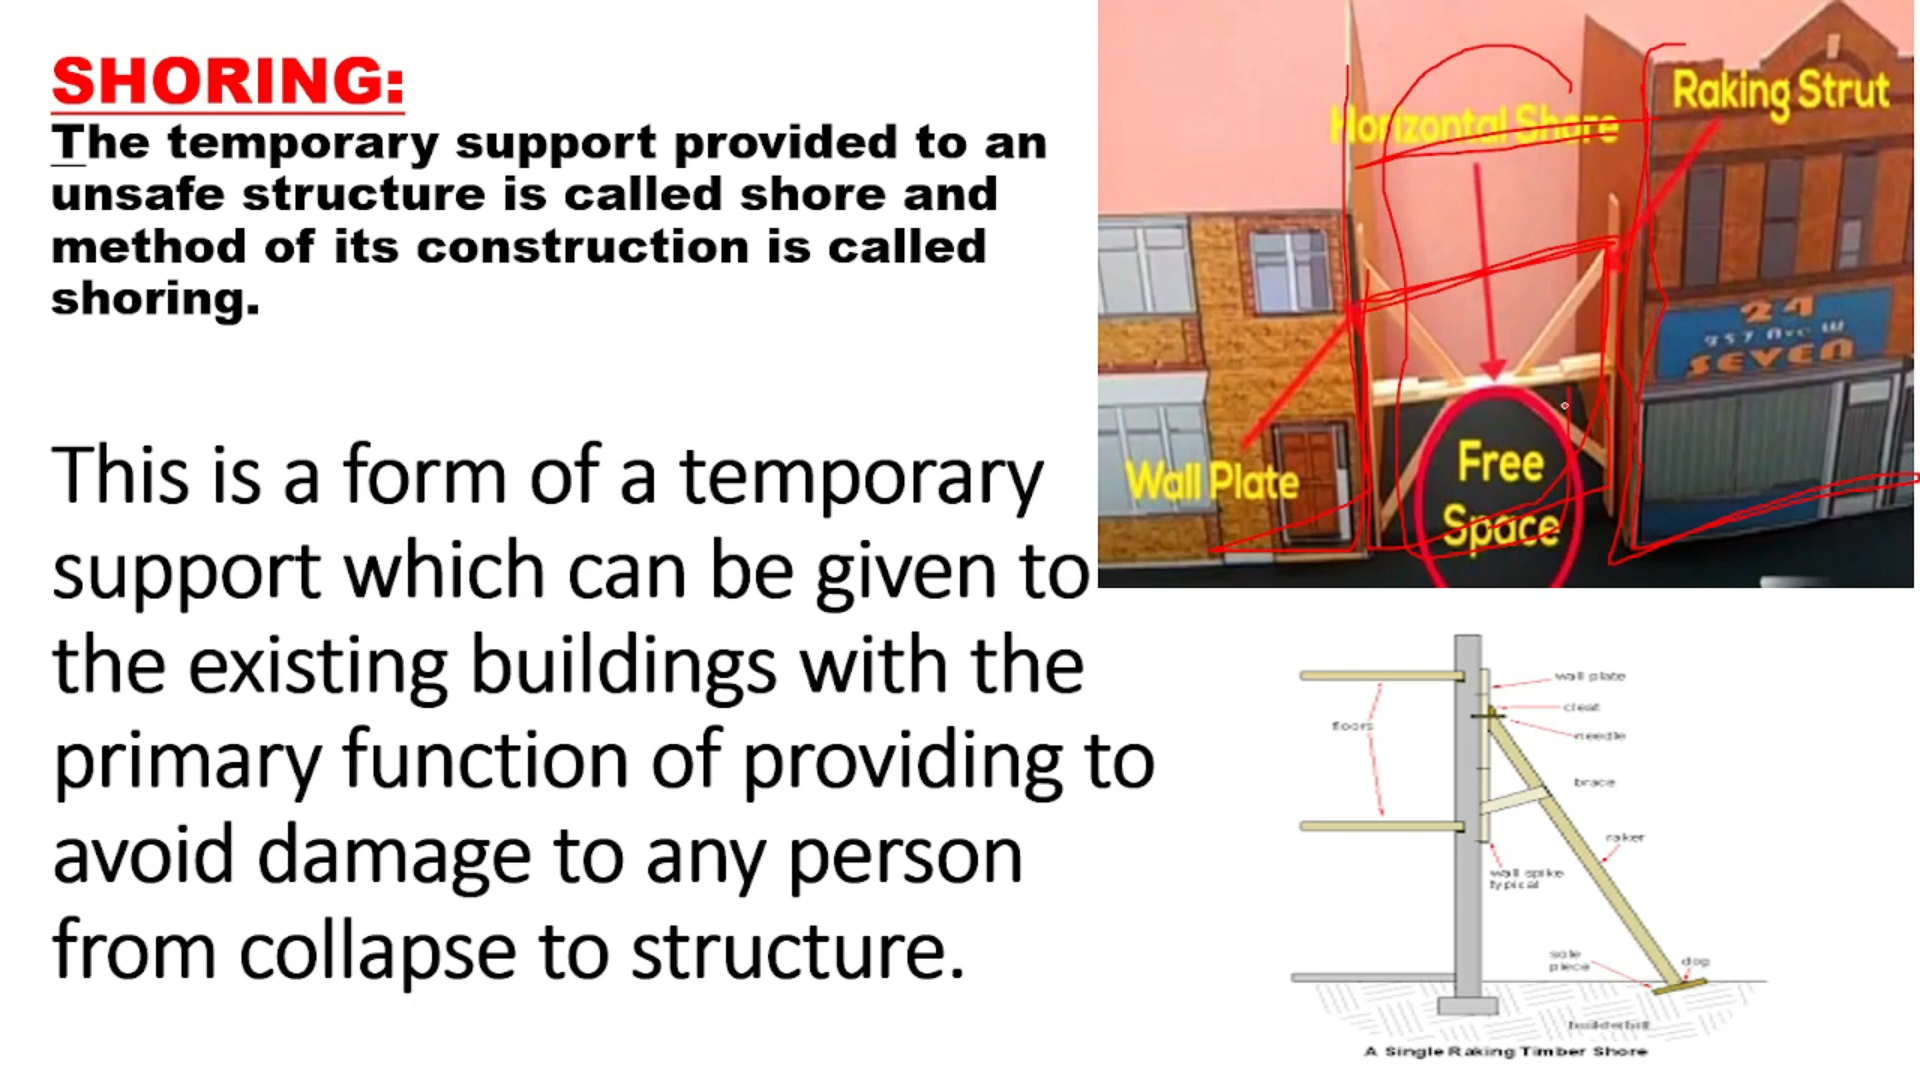 SHORING:
The temporary support provided to an
unsafe structure is called shore and
method of its construction is called
shoring.
This is a form of a temporary
support which can be given to
the existing buildings with the
primary function of providing to
avoid damage to any person
from collapse to structure.
Horizontal Shore
Raking Strut
24
957 Ave W
SEVEN
Wall Plate
Free
Space
wall plate
cleat
needle
floors
brace
raker
wall spike
typical
sole
piece
dog
builderbill
A Single Raking Timber Shore